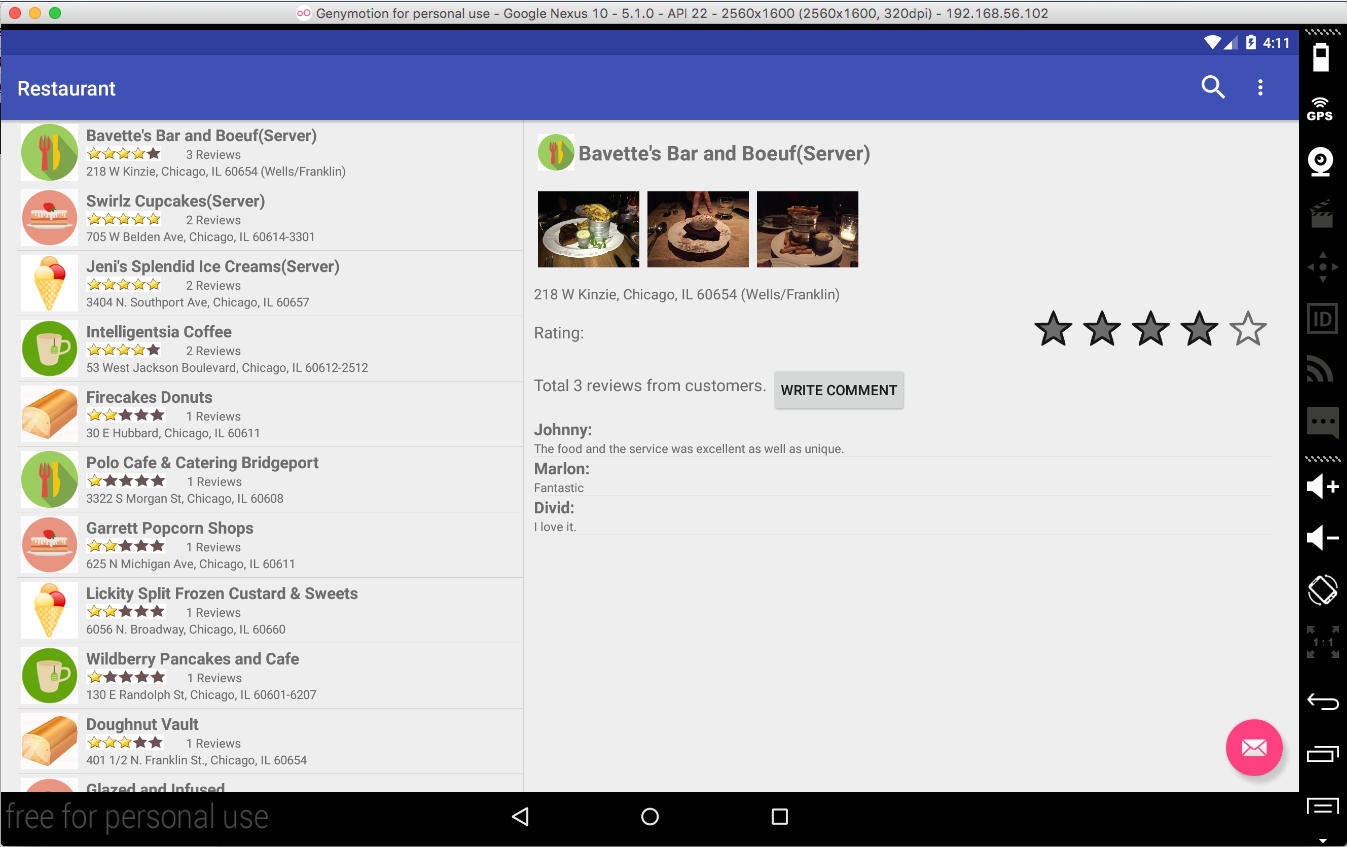 Genymotion for personal use - Google Nexus 10 - 5.1.0 - API 22 - 2560x1600 (2560x1600, 320dpi) - 192.168.56.102
4:11
Restaurant
GPS
ID
1:1
Bavette's Bar and Boeuf(Server)
3 Reviews
218 W Kinzie, Chicago, IL 60654 (Wells/Franklin)
Swirlz Cupcakes(Server)
2 Reviews
705 W Belden Ave, Chicago, IL 60614-3301
Jeni's Splendid Ice Creams(Server)
2 Reviews
3404 N. Southport Ave, Chicago, IL 60657
Intelligentsia Coffee
2 Reviews
53 West Jackson Boulevard, Chicago, IL 60612-2512
Firecakes Donuts
1 Reviews
30 E Hubbard, Chicago, IL 60611
Polo Cafe & Catering Bridgeport
1 Reviews
3322 S Morgan St, Chicago, IL 60608
Garrett Popcorn Shops
1 Reviews
625 N Michigan Ave, Chicago, IL 60611
Lickity Split Frozen Custard & Sweets
1 Reviews
6056 N. Broadway, Chicago, IL 60660
Wildberry Pancakes and Cafe
1 Reviews
130 E Randolph St, Chicago, IL 60601-6207
Doughnut Vault
1 Reviews
401 1/2 N. Franklin St., Chicago, IL 60654
Glazed and Infused
Bavette's Bar and Boeuf(Server)
218 W Kinzie, Chicago, IL 60654 (Wells/Franklin)
Rating:
Total 3 reviews from customers.
WRITE COMMENT
Johnny:
The food and the service was excellent as well as unique.
Marlon:
Fantastic
Divid:
I love it.
free for personal use